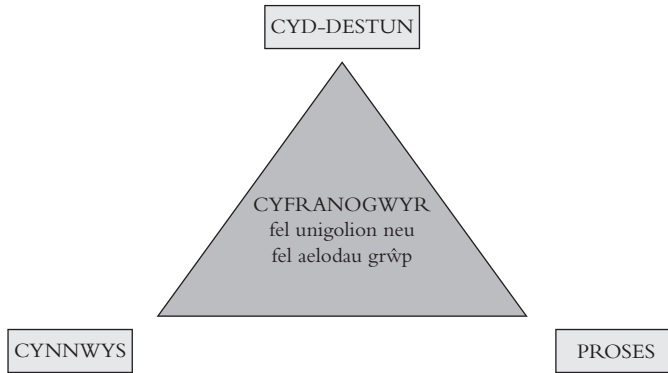 CYD-DESTUN
CYFRANOGWYR
fel unigolion neu
fel aelodau grŵp
CYNNWYS
PROSES